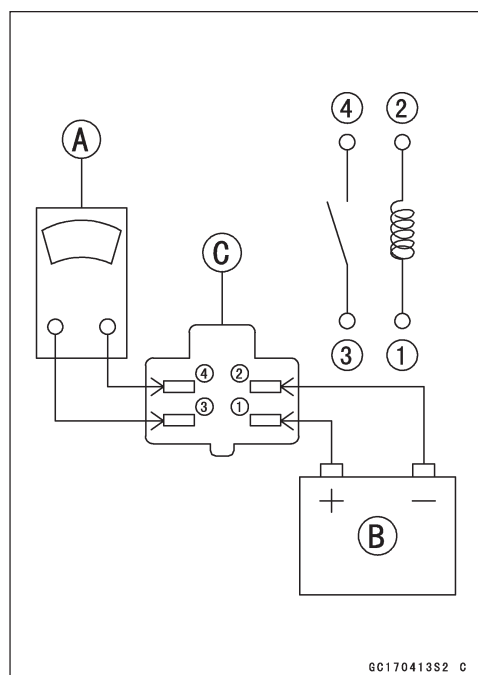 ④ ②
A
C
③ ①
④ ②
③ ①
+ −
B
GC170413S2 C